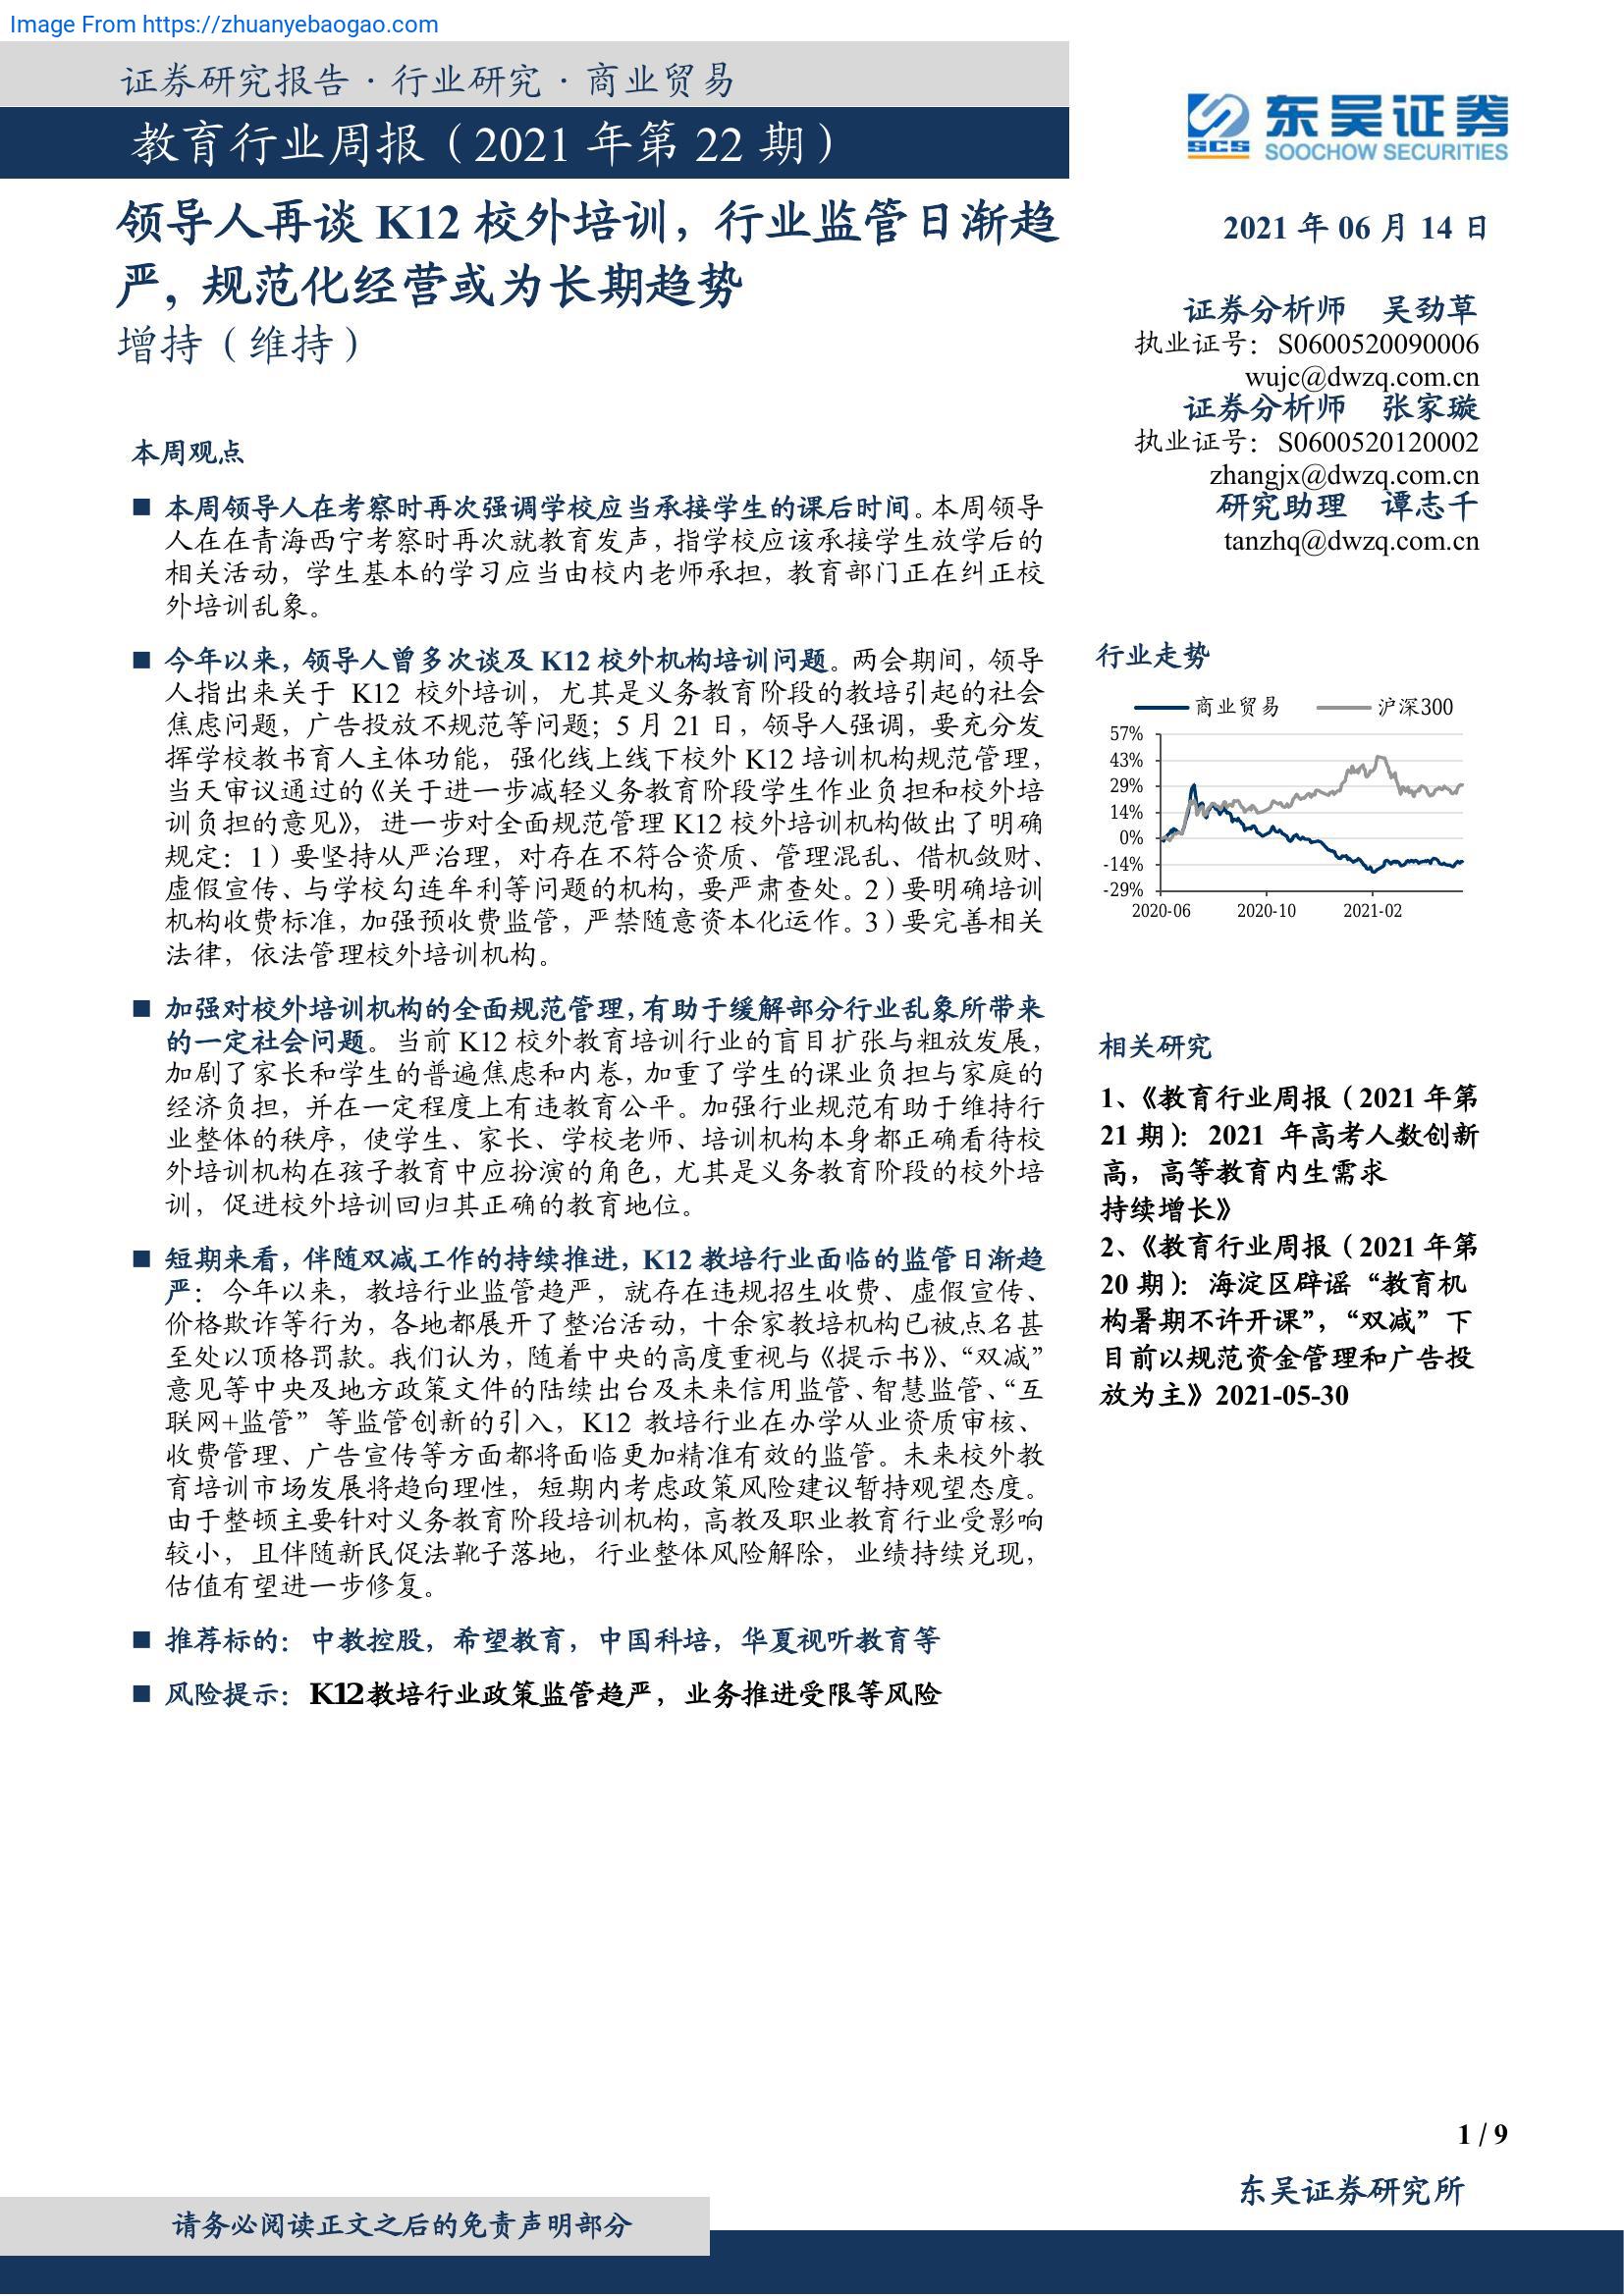 Image From https://zhuanyebaogao.com
证券研究报告·行业研究·商业贸易
教育行业周报（2021 年第 22 期）
东吴证券
SCS SOOCHOW SECURITIES
领导人再谈 K12 校外培训，行业监管日渐趋
严，规范化经营或为长期趋势
增持（维持）
2021 年 06 月 14 日
证券分析师 吴劲草
执业证号：S0600520090006
wujc@dwzq.com.cn
证券分析师 张家璇
执业证号：S0600520120002
zhangjx@dwzq.com.cn
研究助理 谭志千
tanzhq@dwzq.com.cn
本周观点
■ 本周领导人在考察时再次强调学校应当承接学生的课后时间。本周领导
人在在青海西宁考察时再次就教育发声，指学校应该承接学生放学后的
相关活动，学生基本的学习应当由校内老师承担，教育部门正在纠正校
外培训乱象。
■ 今年以来，领导人曾多次谈及 K12 校外机构培训问题。两会期间，领导
人指出来关于 K12 校外培训，尤其是义务教育阶段的教培引起的社会
焦虑问题，广告投放不规范等问题；5 月 21 日，领导人强调，要充分发
挥学校教书育人主体功能，强化线上线下校外 K12 培训机构规范管理，
当天审议通过的《关于进一步减轻义务教育阶段学生作业负担和校外培
训负担的意见》，进一步对全面规范管理 K12 校外培训机构做出了明确
规定：1）要坚持从严治理，对存在不符合资质、管理混乱、借机敛财、
虚假宣传、与学校勾连牟利等问题的机构，要严肃查处。2）要明确培训
机构收费标准，加强预收费监管，严禁随意资本化运作。3）要完善相关
法律，依法管理校外培训机构。
■ 加强对校外培训机构的全面规范管理，有助于缓解部分行业乱象所带来
的一定社会问题。当前 K12 校外教育培训行业的盲目扩张与粗放发展，
加剧了家长和学生的普遍焦虑和内卷，加重了学生的课业负担与家庭的
经济负担，并在一定程度上有违教育公平。加强行业规范有助于维持行
业整体的秩序，使学生、家长、学校老师、培训机构本身都正确看待校
外培训机构在孩子教育中应扮演的角色，尤其是义务教育阶段的校外培
训，促进校外培训回归其正确的教育地位。
■ 短期来看，伴随双减工作的持续推进，K12 教培行业面临的监管日渐趋
严：今年以来，教培行业监管趋严，就存在违规招生收费、虚假宣传、
价格欺诈等行为，各地都展开了整治活动，十余家教培机构已被点名甚
至处以顶格罚款。我们认为，随着中央的高度重视与《提示书》、“双减”
意见等中央及地方政策文件的陆续出台及未来信用监管、智慧监管、“互
联网+监管”等监管创新的引入，K12 教培行业在办学从业资质审核、
收费管理、广告宣传等方面都将面临更加精准有效的监管。未来校外教
育培训市场发展将趋向理性，短期内考虑政策风险建议暂持观望态度。
由于整顿主要针对义务教育阶段培训机构，高教及职业教育行业受影响
较小，且伴随新民促法靴子落地，行业整体风险解除，业绩持续兑现，
估值有望进一步修复。
■ 推荐标的：中教控股，希望教育，中国科培，华夏视听教育等
■ 风险提示：K12教培行业政策监管趋严，业务推进受限等风险
行业走势
商业贸易 沪深300
57%
43%
29%
14%
0%
-14%
-29%
2020-06 2020-10 2021-02
相关研究
1、《教育行业周报（2021 年第
21 期）：2021 年高考人数创新
高，高等教育内生需求
持续增长》
2、《教育行业周报（2021 年第
20 期）：海淀区辟谣“教育机
构暑期不许开课”，“双减”下
目前以规范资金管理和广告投
放为主》2021-05-30
1 / 9
东吴证券研究所
请务必阅读正文之后的免责声明部分